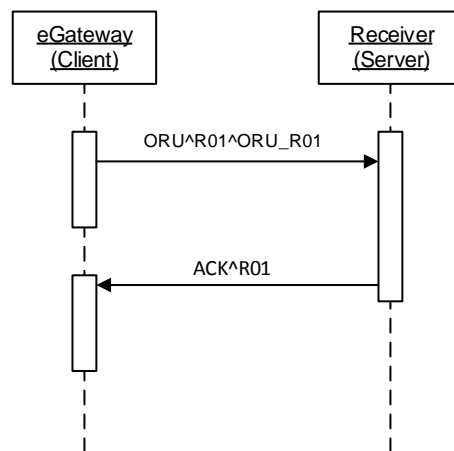 eGateway
(Client)
Receiver
(Server)
ORU^R01^ORU_R01
ACK^R01